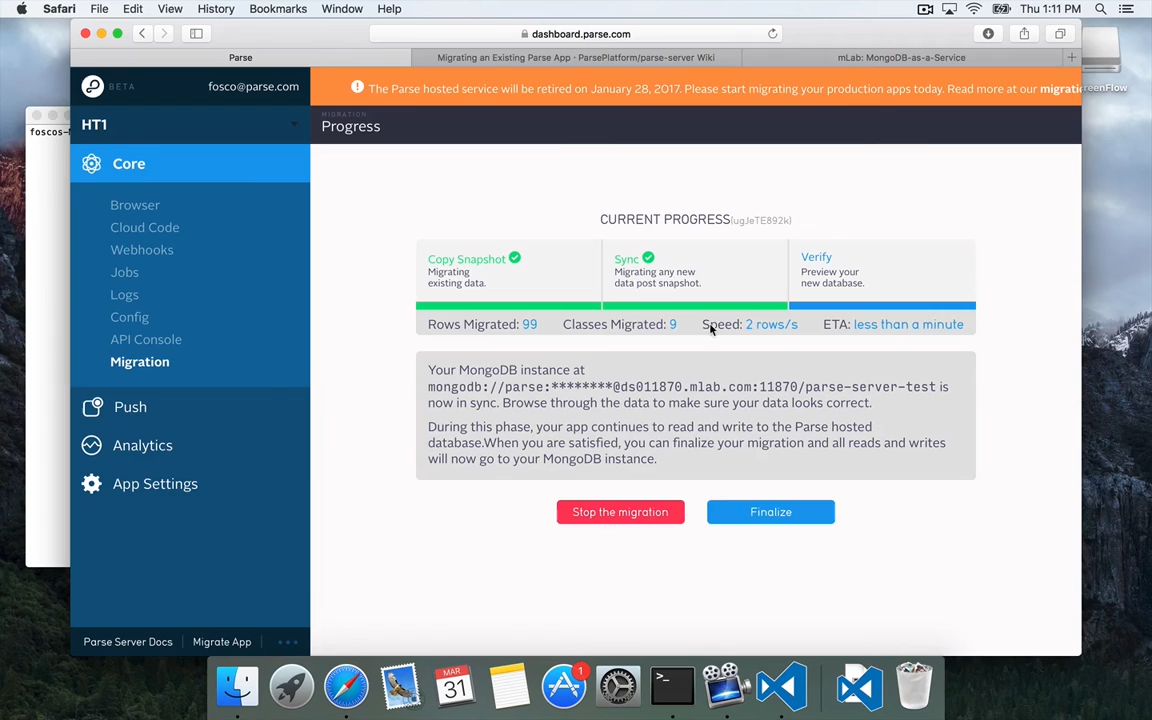 Safari File Edit View History Bookmarks Window Help Thu 1:11 PM
dashboard.parse.com
Parse Migrating an Existing Parse App · ParsePlatform/parse-server Wiki mLab: MongoDB-as-a-Service
BETA fosco@parse.com
The Parse hosted service will be retired on January 28, 2017. Please start migrating your production apps today. Read more at our migrati
HT1
MIGRATION
Progress
Core
Browser
Cloud Code
Webhooks
Jobs
Logs
Config
API Console
Migration
Push
Analytics
App Settings
Parse Server Docs Migrate App
CURRENT PROGRESS(ugJeTE892k)
Copy Snapshot
Migrating
existing data.
Sync
Migrating any new
data post snapshot.
Verify
Preview your
new database.
Rows Migrated: 99 Classes Migrated: 9 Speed: 2 rows/s ETA: less than a minute
Your MongoDB instance at
mongodb://parse:********@ds011870.mlab.com:11870/parse-server-test is
now in sync. Browse through the data to make sure your data looks correct.
During this phase, your app continues to read and write to the Parse hosted
database.When you are satisfied, you can finalize your migration and all reads and writes
will now go to your MongoDB instance.
Stop the migration Finalize
MAR
31
1